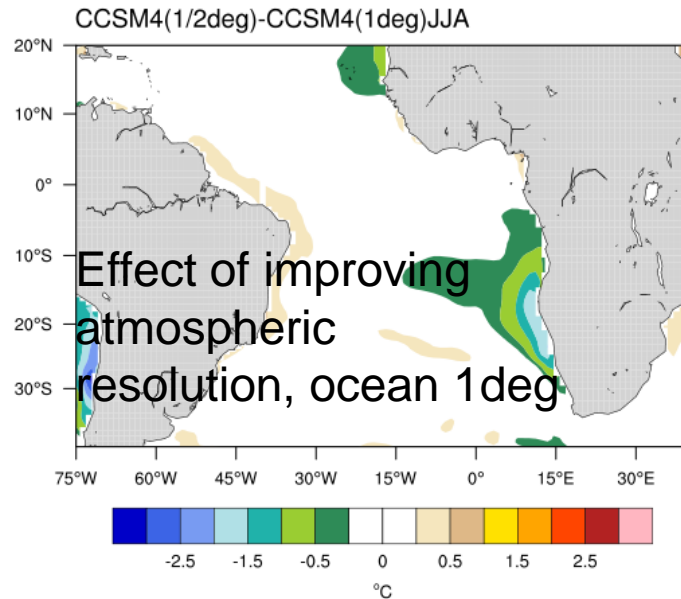 CCSM4(1/2deg)-CCSM4(1deg)JJA
20°N
10°N
0°
10°S
20°S
30°S
Effect of improving
atmospheric
resolution, ocean 1deg
75°W 60°W 45°W 30°W 15°W 0° 15°E 30°E
-2.5 -1.5 -0.5 0 0.5 1.5 2.5
°C